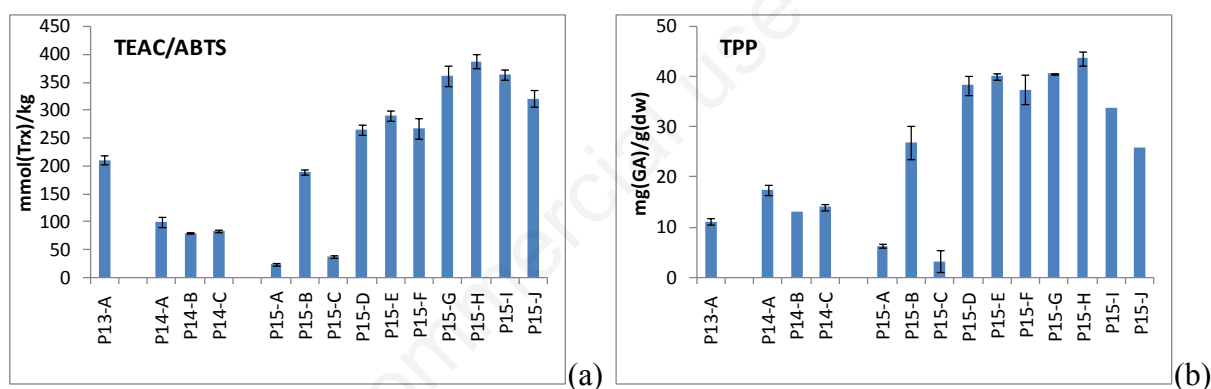 TEAC/ABTS
mmol(Trx)/kg
450
400
350
300
250
200
150
100
50
0
P13-A
P14-A
P14-B
P14-C
P15-A
P15-B
P15-C
P15-D
P15-E
P15-F
P15-G
P15-H
P15-I
P15-J
(a)
TPP
mg(GA)/g(dw)
50
40
30
20
10
0
P13-A
P14-A
P14-B
P14-C
P15-A
P15-B
P15-C
P15-D
P15-E
P15-F
P15-G
P15-H
P15-I
P15-J
(b)
ommercial use